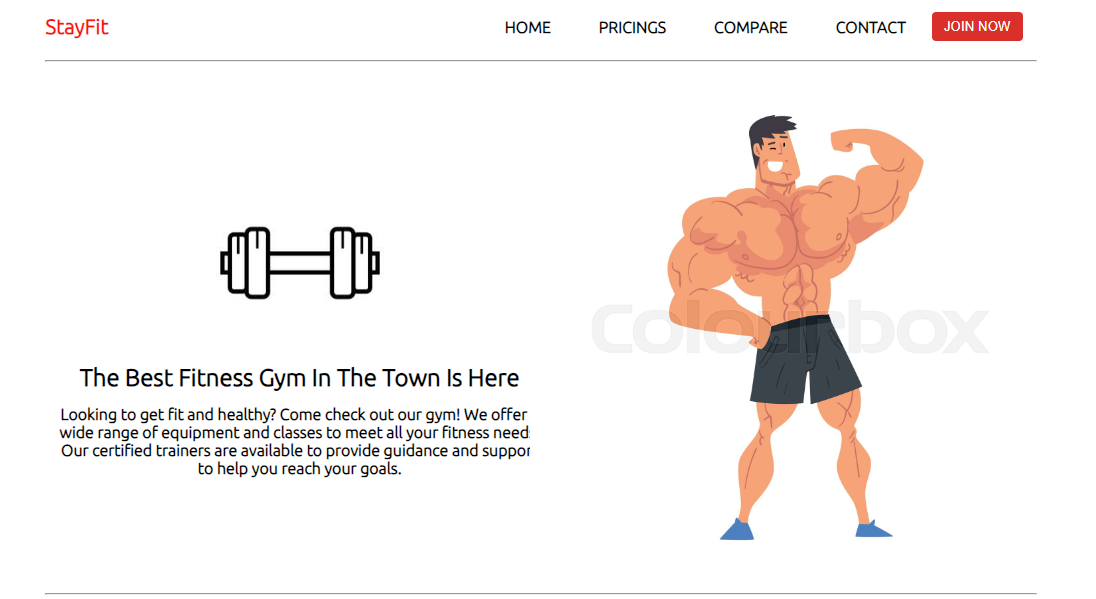 StayFit
HOME PRICINGS COMPARE CONTACT JOIN NOW
Colourbox
The Best Fitness Gym In The Town Is Here
Looking to get fit and healthy? Come check out our gym! We offer
wide range of equipment and classes to meet all your fitness need
Our certified trainers are available to provide guidance and suppor
to help you reach your goals.